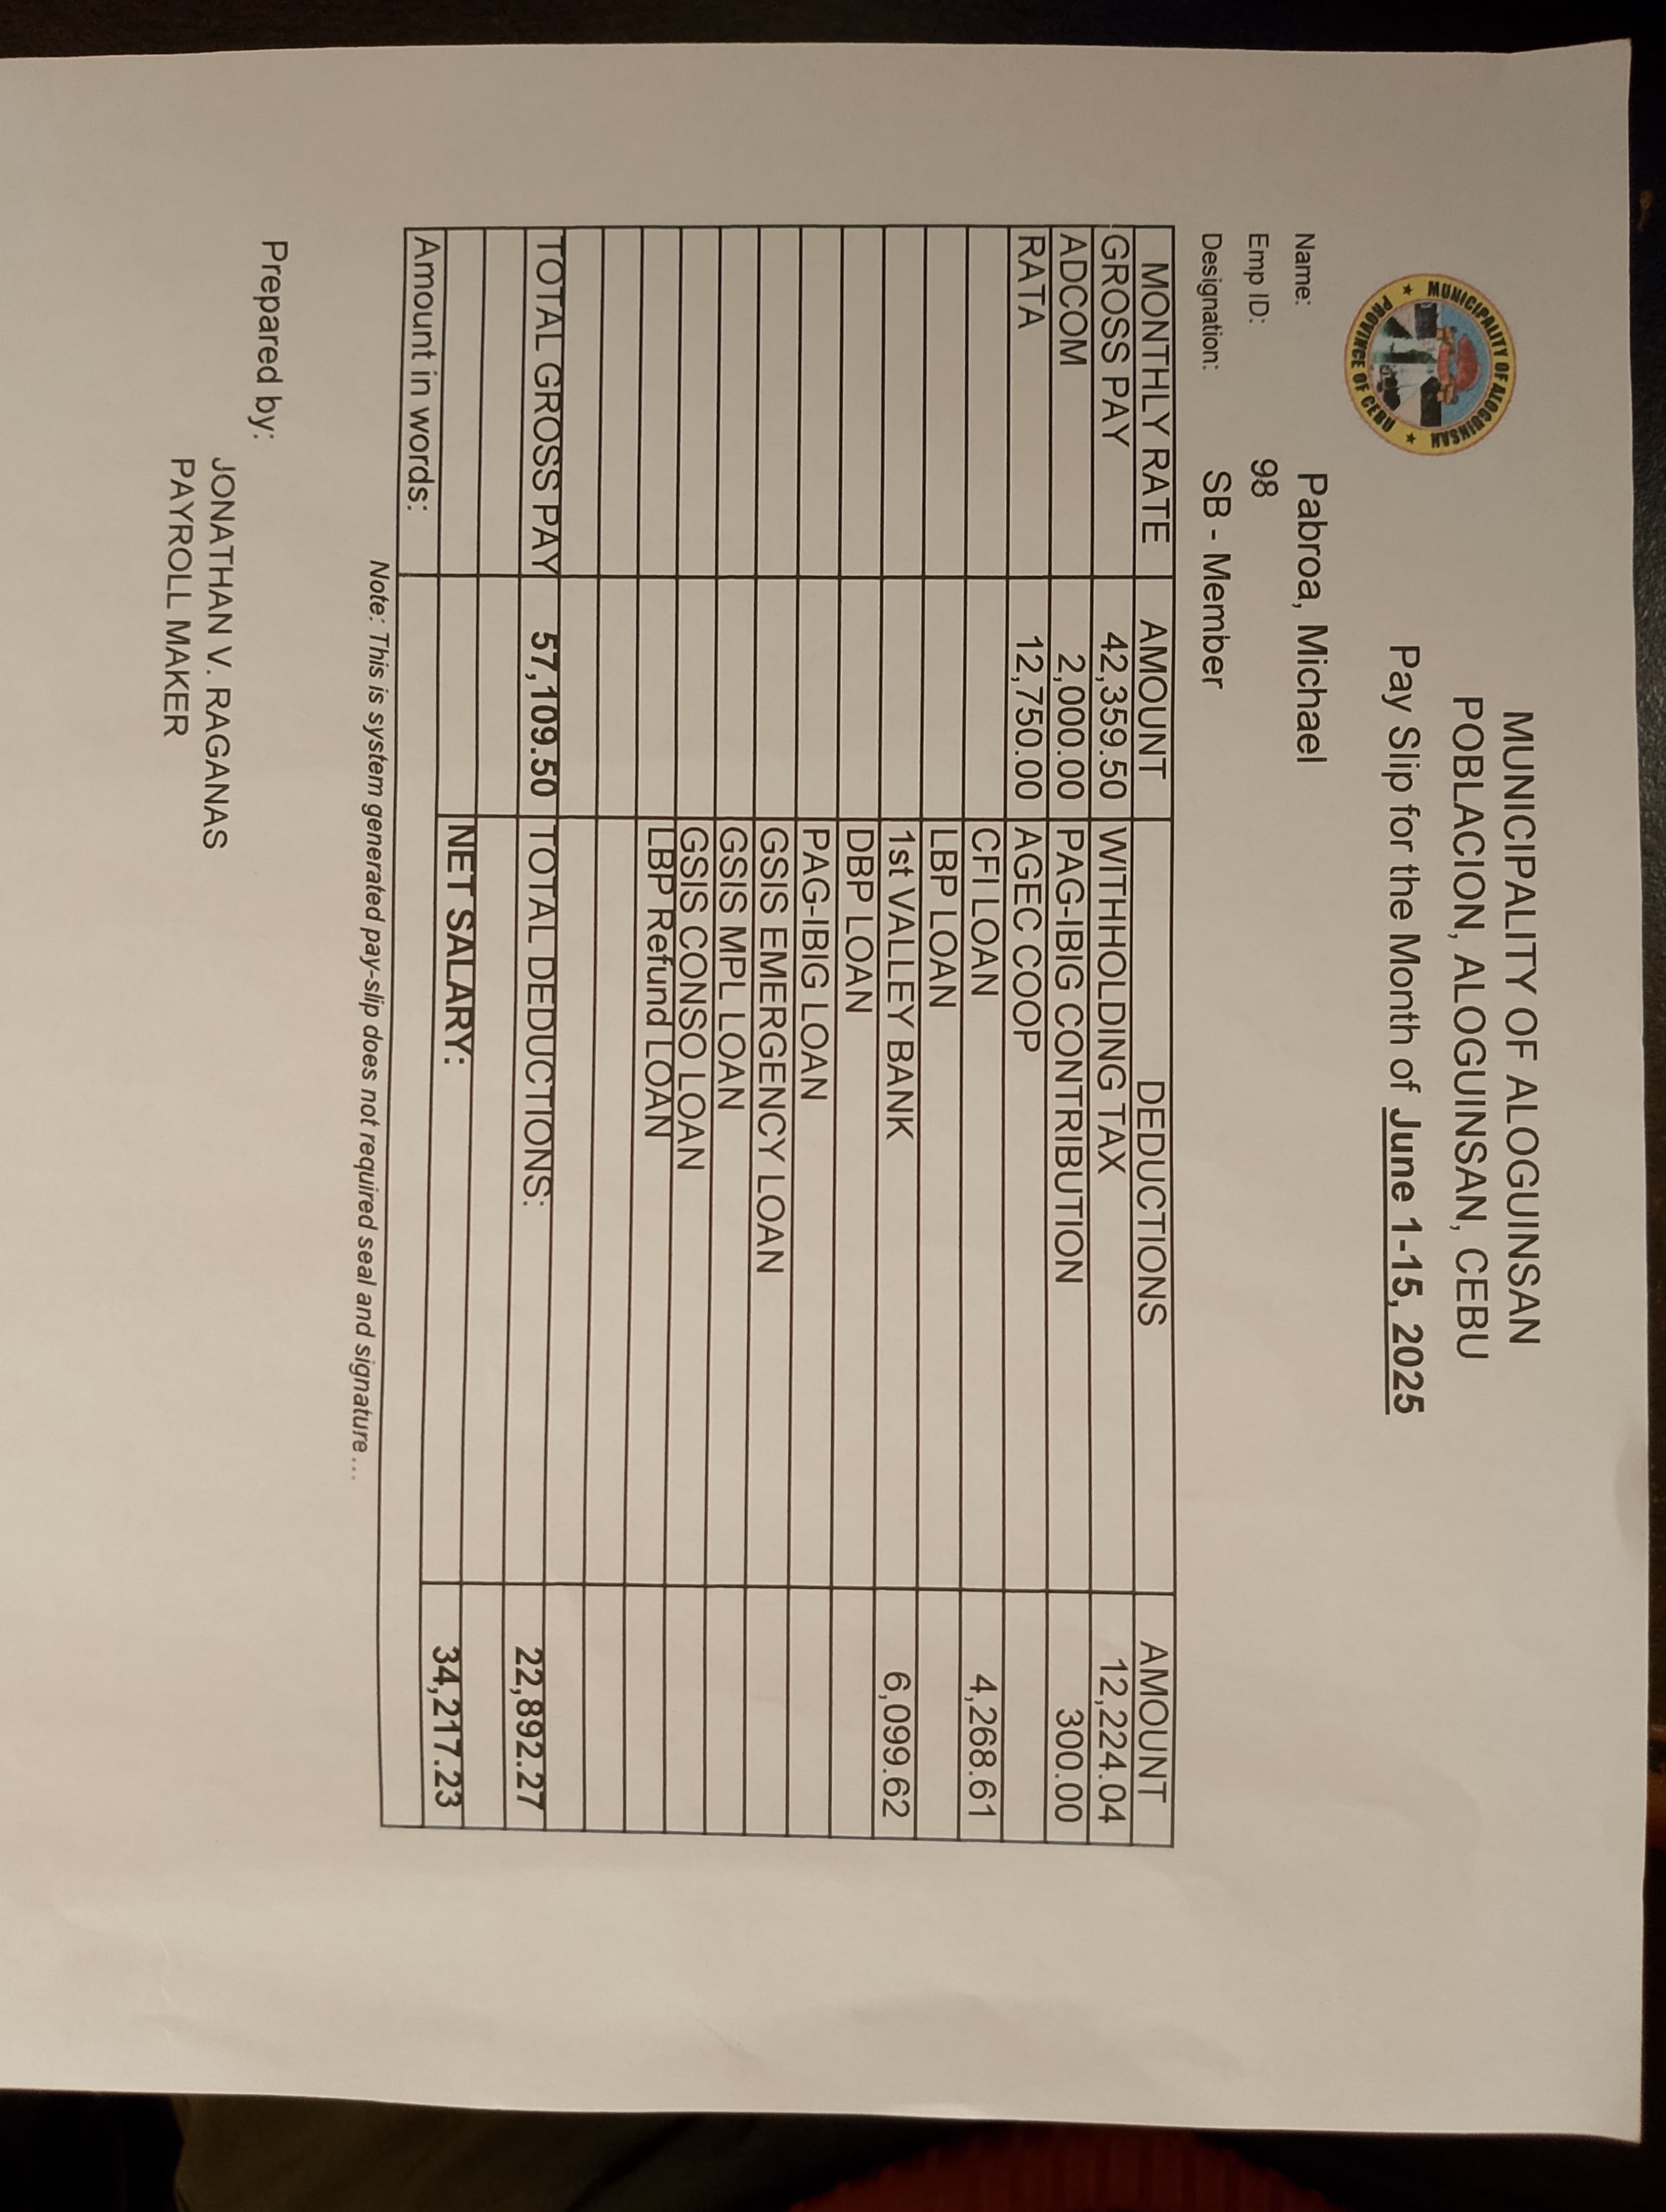 MUNICIPALITY OF ALOGUINSAN
PROVINCE OF CEBU
MUNICIPALITY OF ALOGUINSAN
POBLACION, ALOGUINSAN, CEBU
Pay Slip for the Month of June 1-15, 2025
Name: Pabroa, Michael
Emp ID: 98
Designation: SB - Member
MONTHLY RATE AMOUNT DEDUCTIONS AMOUNT
GROSS PAY 42,359.50 WITHHOLDING TAX 12,224.04
ADCOM 2,000.00 PAG-IBIG CONTRIBUTION 300.00
RATA 12,750.00 AGEC COOP
CFI LOAN 4,268.61
LBP LOAN
1st VALLEY BANK 6,099.62
DBP LOAN
PAG-IBIG LOAN
GSIS EMERGENCY LOAN
GSIS MPL LOAN
GSIS CONSO LOAN
LBP Refund LOAN
TOTAL GROSS PAY 57,109.50 TOTAL DEDUCTIONS: 22,892.27
NET SALARY: 34,217.23
Amount in words:
Note: This is system generated pay-slip does not required seal and signature...
Prepared by:
JONATHAN V. RAGANAS
PAYROLL MAKER